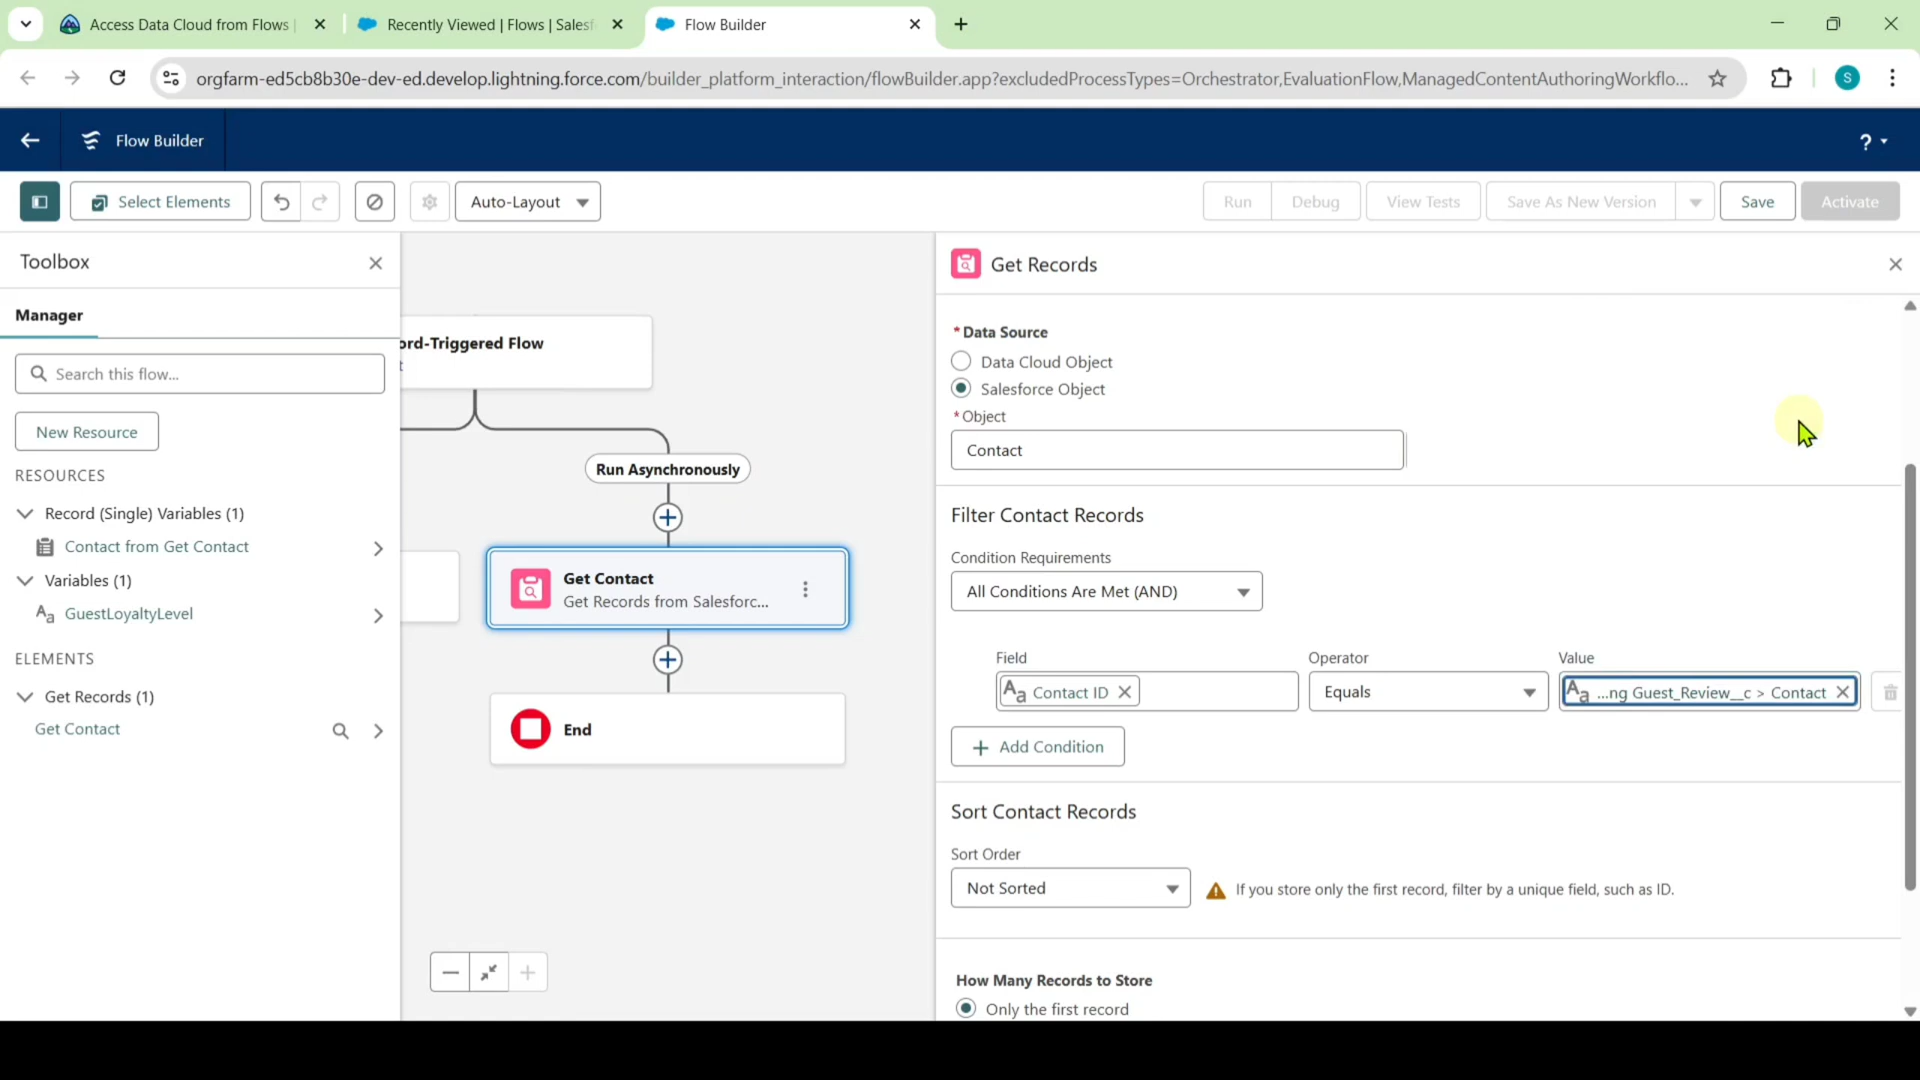 Access Data Cloud from Flows
Recently Viewed | Flows | Salesf
Flow Builder
orgfarm-ed5cb8b30e-dev-ed.develop.lightning.force.com/builder_platform_interaction/flowBuilder.app?excludedProcessTypes=Orchestrator,EvaluationFlow,ManagedContentAuthoringWorkflo...
S
Flow Builder
?
Select Elements
Auto-Layout
Run
Debug
View Tests
Save As New Version
Save
Activate
Toolbox
Manager
Search this flow...
New Resource
RESOURCES
Record (Single) Variables (1)
Contact from Get Contact
Variables (1)
Aa GuestLoyaltyLevel
ELEMENTS
Get Records (1)
Get Contact
ord-Triggered Flow
t
Run Asynchronously
Get Contact
Get Records from Salesforc...
End
Get Records
* Data Source
Data Cloud Object
Salesforce Object
* Object
Contact
Filter Contact Records
Condition Requirements
All Conditions Are Met (AND)
Field
Operator
Value
Aa Contact ID
Equals
Aa ...ng Guest_Review__c > Contact
+ Add Condition
Sort Contact Records
Sort Order
Not Sorted
If you store only the first record, filter by a unique field, such as ID.
How Many Records to Store
Only the first record